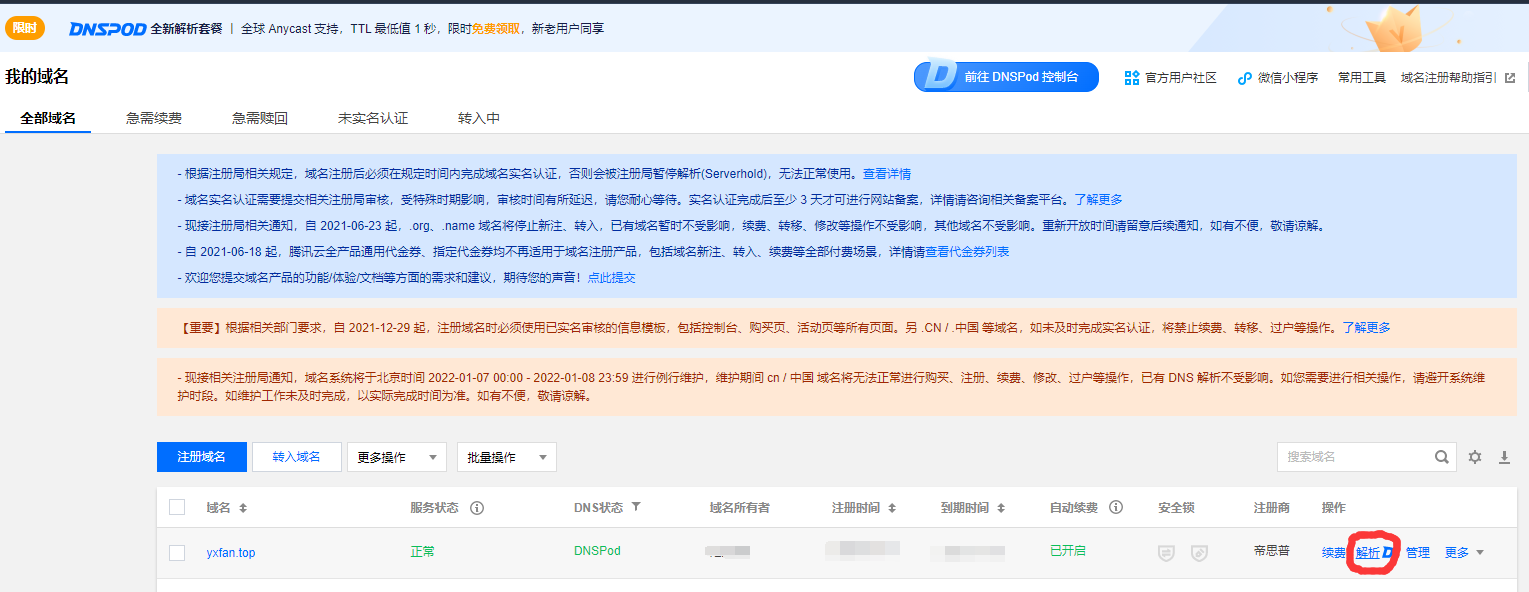 限时 DNSPOD 全新解析套餐 | 全球 Anycast 支持，TTL 最低值 1 秒，限时免费领取，新老用户同享
我的域名
前往 DNSPod 控制台 官方用户社区 微信小程序 常用工具 域名注册帮助指引
全部域名 急需续费 急需赎回 未实名认证 转入中
- 根据注册局相关规定，域名注册后必须在规定时间内完成域名实名认证，否则会被注册局暂停解析(Serverhold)，无法正常使用。查看详情
- 域名实名认证需要提交相关注册局审核，受特殊时期影响，审核时间有所延迟，请您耐心等待。实名认证完成后至少 3 天才可进行网站备案，详情请咨询相关备案平台。了解更多
- 现接注册局相关通知，自 2021-06-23 起，.org、.name 域名将停止新注、转入，已有域名暂时不受影响，续费、转移、修改等操作不受影响，其他域名不受影响。重新开放时间请留意后续通知，如有不便，敬请谅解。
- 自 2021-06-18 起，腾讯云全产品通用代金券、指定代金券均不再适用于域名注册产品，包括域名新注、转入、续费等全部付费场景，详情请查看代金券列表
- 欢迎您提交域名产品的功能/体验/文档等方面的需求和建议，期待您的声音！点此提交
【重要】根据相关部门要求，自 2021-12-29 起，注册域名时必须使用已实名审核的信息模板，包括控制台、购买页、活动页等所有页面。另 .CN / .中国 等域名，如未及时完成实名认证，将禁止续费、转移、过户等操作。了解更多
- 现接相关注册局通知，域名系统将于北京时间 2022-01-07 00:00 - 2022-01-08 23:59 进行例行维护，维护期间 cn / 中国 域名将无法正常进行购买、注册、续费、修改、过户等操作，已有 DNS 解析不受影响。如您需要进行相关操作，请避开系统维
护时段。如维护工作未及时完成，以实际完成时间为准。如有不便，敬请谅解。
注册域名 转入域名 更多操作 批量操作 搜索域名
域名 服务状态 DNS状态 域名所有者 注册时间 到期时间 自动续费 安全锁 注册商 操作
yxfan.top 正常 DNSPod 已开启 帝思普 续费 解析D 管理 更多